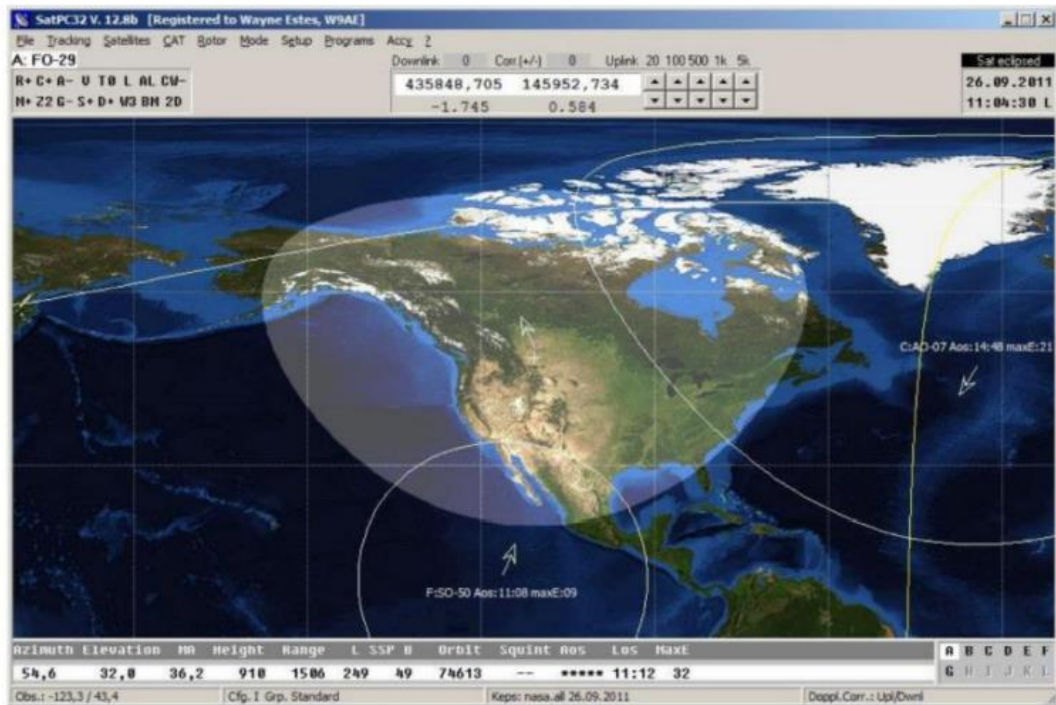 SatPC32 V. 12.8b [Registered to Wayne Estes, W9AE]
File Tracking Satellites CAT Rotor Mode Setup Programs Accy ?
A: FO-29
Downlink 0 Corr.(+/-) 0 Uplink 20 100 500 1k 5k
Sat eclipsed
R+ C+ A- V T0 L AL CW-
435848,705 145952,734
26.09.2011
M+ Z2 G- S+ D+ W3 BM 2D
-1.745 0.584
11:04:30 L
C:AO-07 Aos:14:48 maxE:21
F:SO-50 Aos:11:08 maxE:09
Azimuth Elevation MA Height Range L SSP B Orbit Squint Aos Los MaxE
A B C D E F
54,6 32,0 36,2 910 1506 249 49 74613 -- ***** 11:12 32
G H I J K L
Obs.: -123,3 / 43,4 Cfg. I Grp. Standard Keps: nasa.all 26.09.2011 Doppl.Corr.: Upl/Dwnl